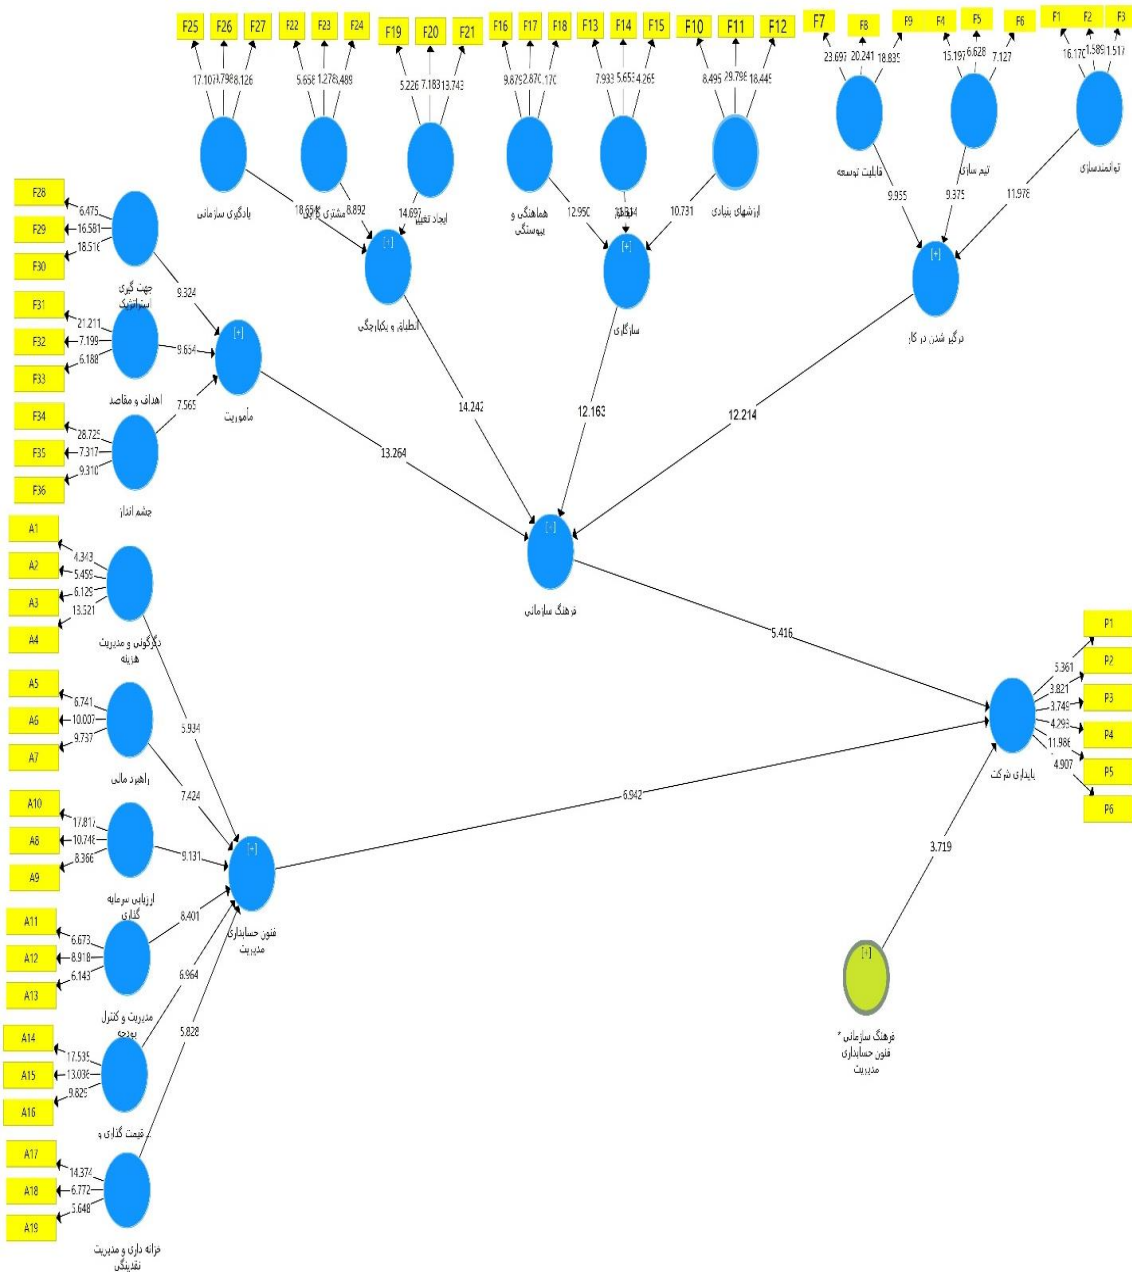 F25 F26 F27 F22 F23 F24 F19 F20 F21 F16 F17 F18 F13 F14 F15 F10 F11 F12 F7 F8 F9 F4 F5 F6 F1 F2 F3
5.658 5.226 7.183 13.743 7.933 5.653 4.265 8.495 29.798 18.445 23.697 20.241 18.835 15.197 6.628 7.127 16.170
یادگیری سازمانی
ایجاد تغییر
هماهنگی و
پیوستگی
ارزشهای بنیادی
قابلیت توسعه
تیم سازی
توانمندسازی
8.892 14.697 12.950 10.731 9.955 9.375 11.978
[+] [+] [+]
انطباق و یکپارچگی
سازگاری
درگیر شدن در کار
F28
F29
F30
6.475
16.581
18.516
جهت گیری
استراتژیک
9.324
F31
F32
F33
21.211
7.199
6.188
اهداف و مقاصد
9.654
F34
F35
F36
28.725
7.317
9.310
چشم انداز
7.565
[+]
ماموریت
13.264
14.242
12.163
12.214
[+]
فرهنگ سازمانی
5.416
A1
A2
A3
A4
4.343
5.459
6.129
13.521
دگرگونی و مدیریت
هزینه
5.934
A5
A6
A7
6.741
10.007
9.737
راهبرد مالی
7.424
A10
A8
A9
17.817
10.748
8.366
ارزیابی سرمایه
گذاری
9.131
[+]
فنون حسابداری
مدیریت
6.942
A11
A12
A13
6.673
8.918
6.143
مدیریت و کنترل
بودجه
8.401
A14
A15
A16
17.535
13.036
9.825
قیمت گذاری و ...
6.964
A17
A18
A19
14.374
6.772
5.648
خزانه داری و مدیریت
نقدینگی
5.828
P1
P2
P3
P4
P5
P6
5.361
3.821
3.749
4.293
11.986
4.907
پایداری شرکت
3.719
[+]
فرهنگ سازمانی *
فنون حسابداری
مدیریت